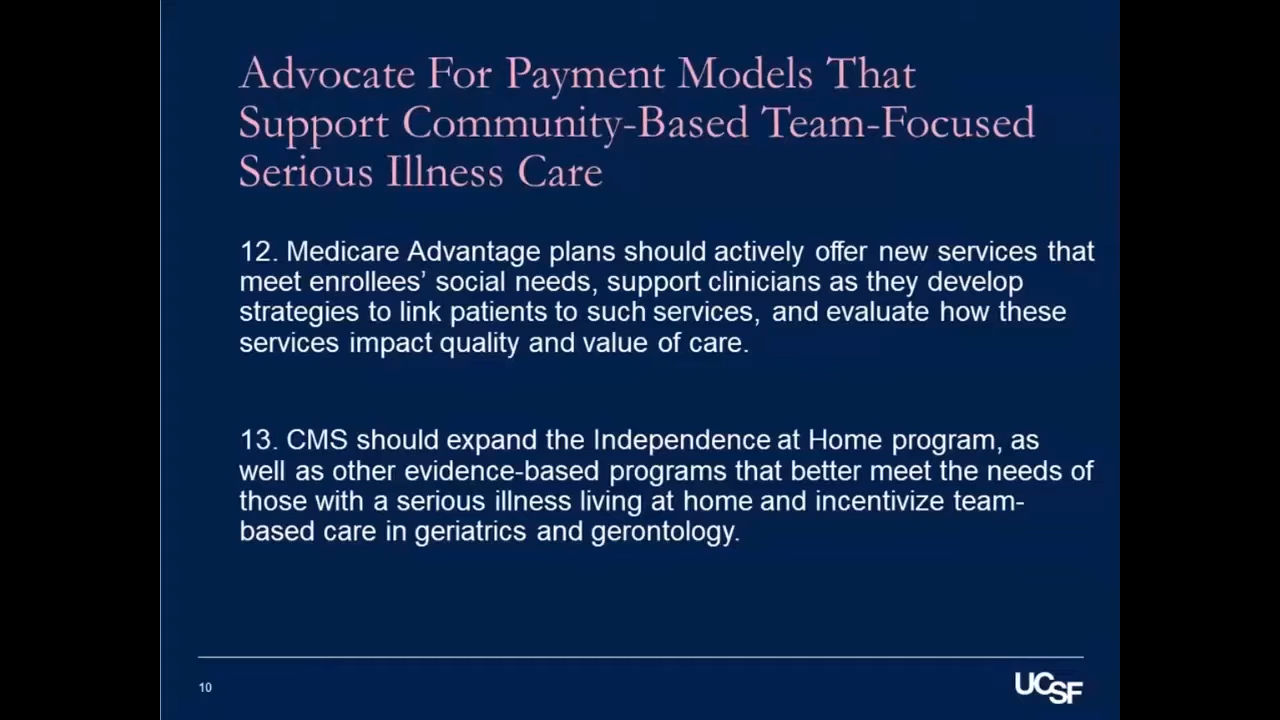 Advocate For Payment Models That
Support Community-Based Team-Focused
Serious Illness Care
12. Medicare Advantage plans should actively offer new services that
meet enrollees’ social needs, support clinicians as they develop
strategies to link patients to such services, and evaluate how these
services impact quality and value of care.
13. CMS should expand the Independence at Home program, as
well as other evidence-based programs that better meet the needs of
those with a serious illness living at home and incentivize team-
based care in geriatrics and gerontology.
10
UCSF